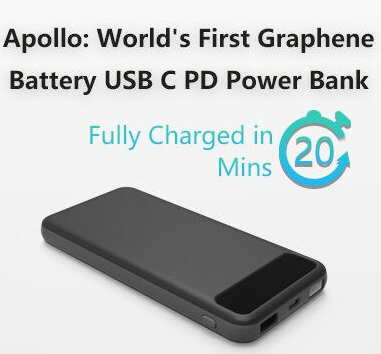 Apollo: World's First Graphene
Battery USB C PD Power Bank
Fully Charged in
Mins
20